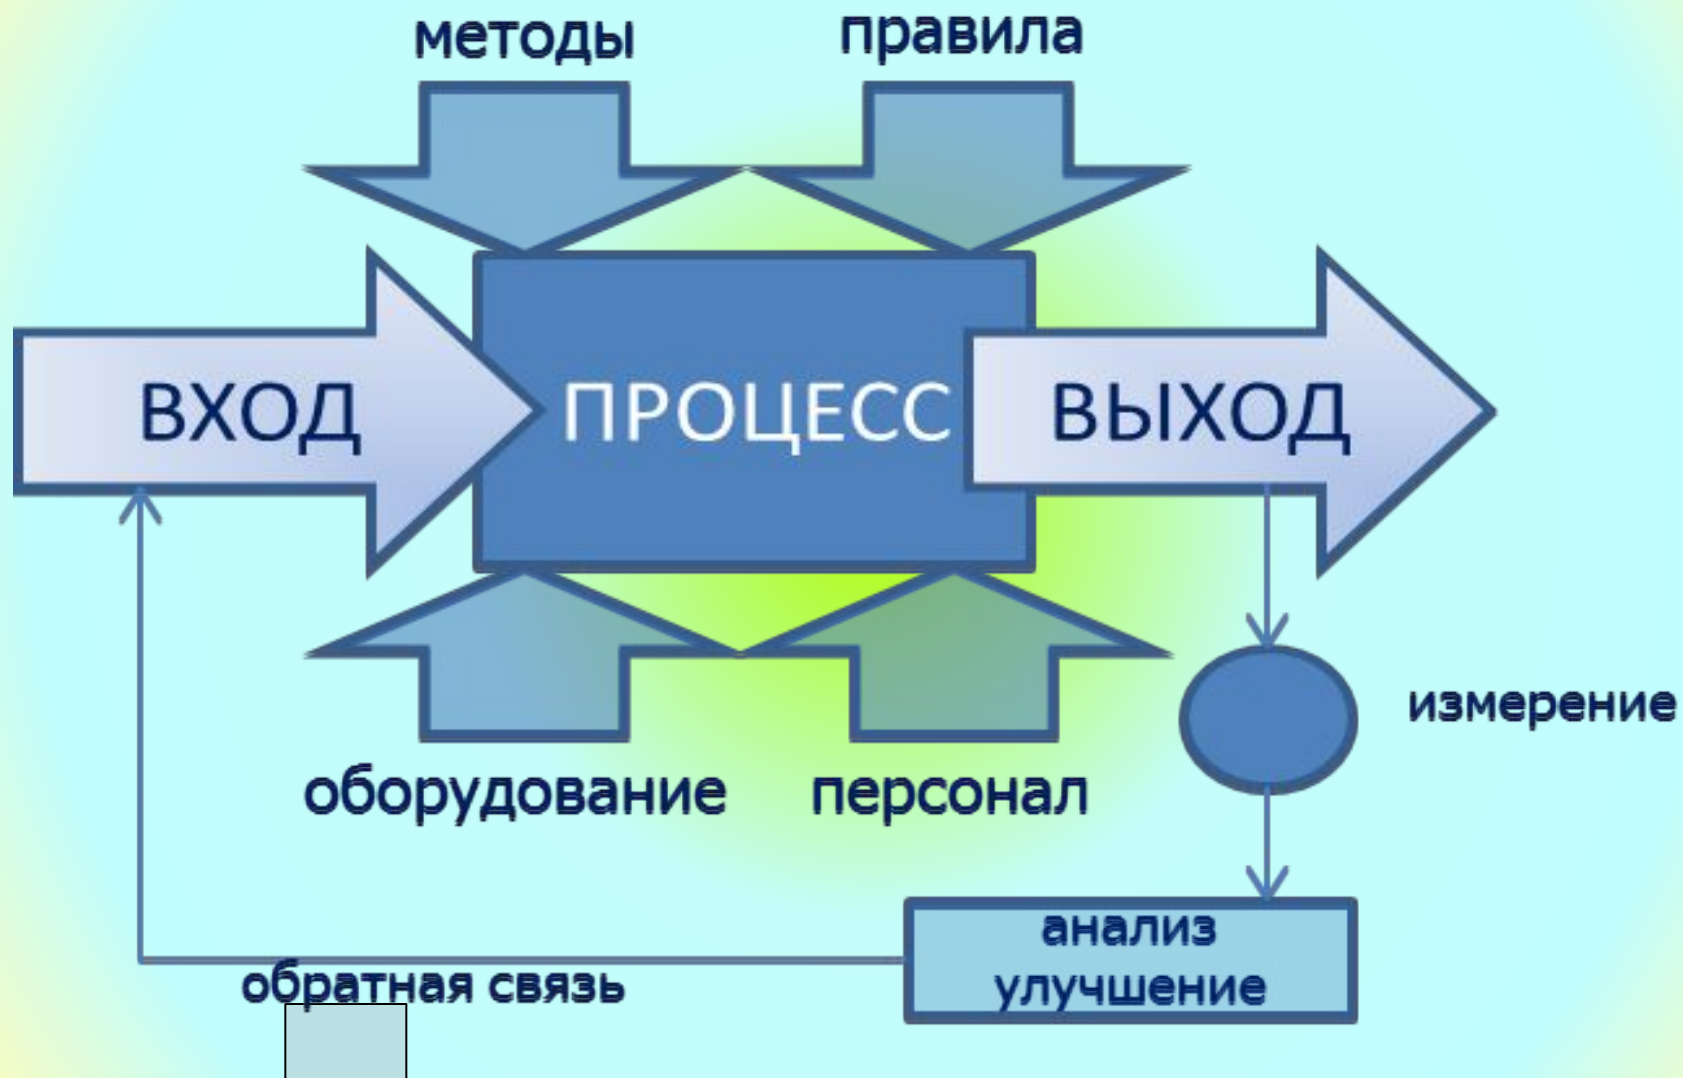 методы
правила
ВХОД
ПРОЦЕСС
ВЫХОД
измерение
оборудование
персонал
анализ
улучшение
обратная связь